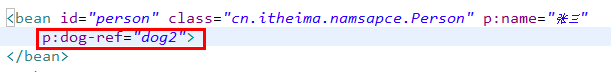 <bean id="person" class="cn.itheima.namsapce.Person" p:name="张三"
p:dog-ref="dog2">
</bean>